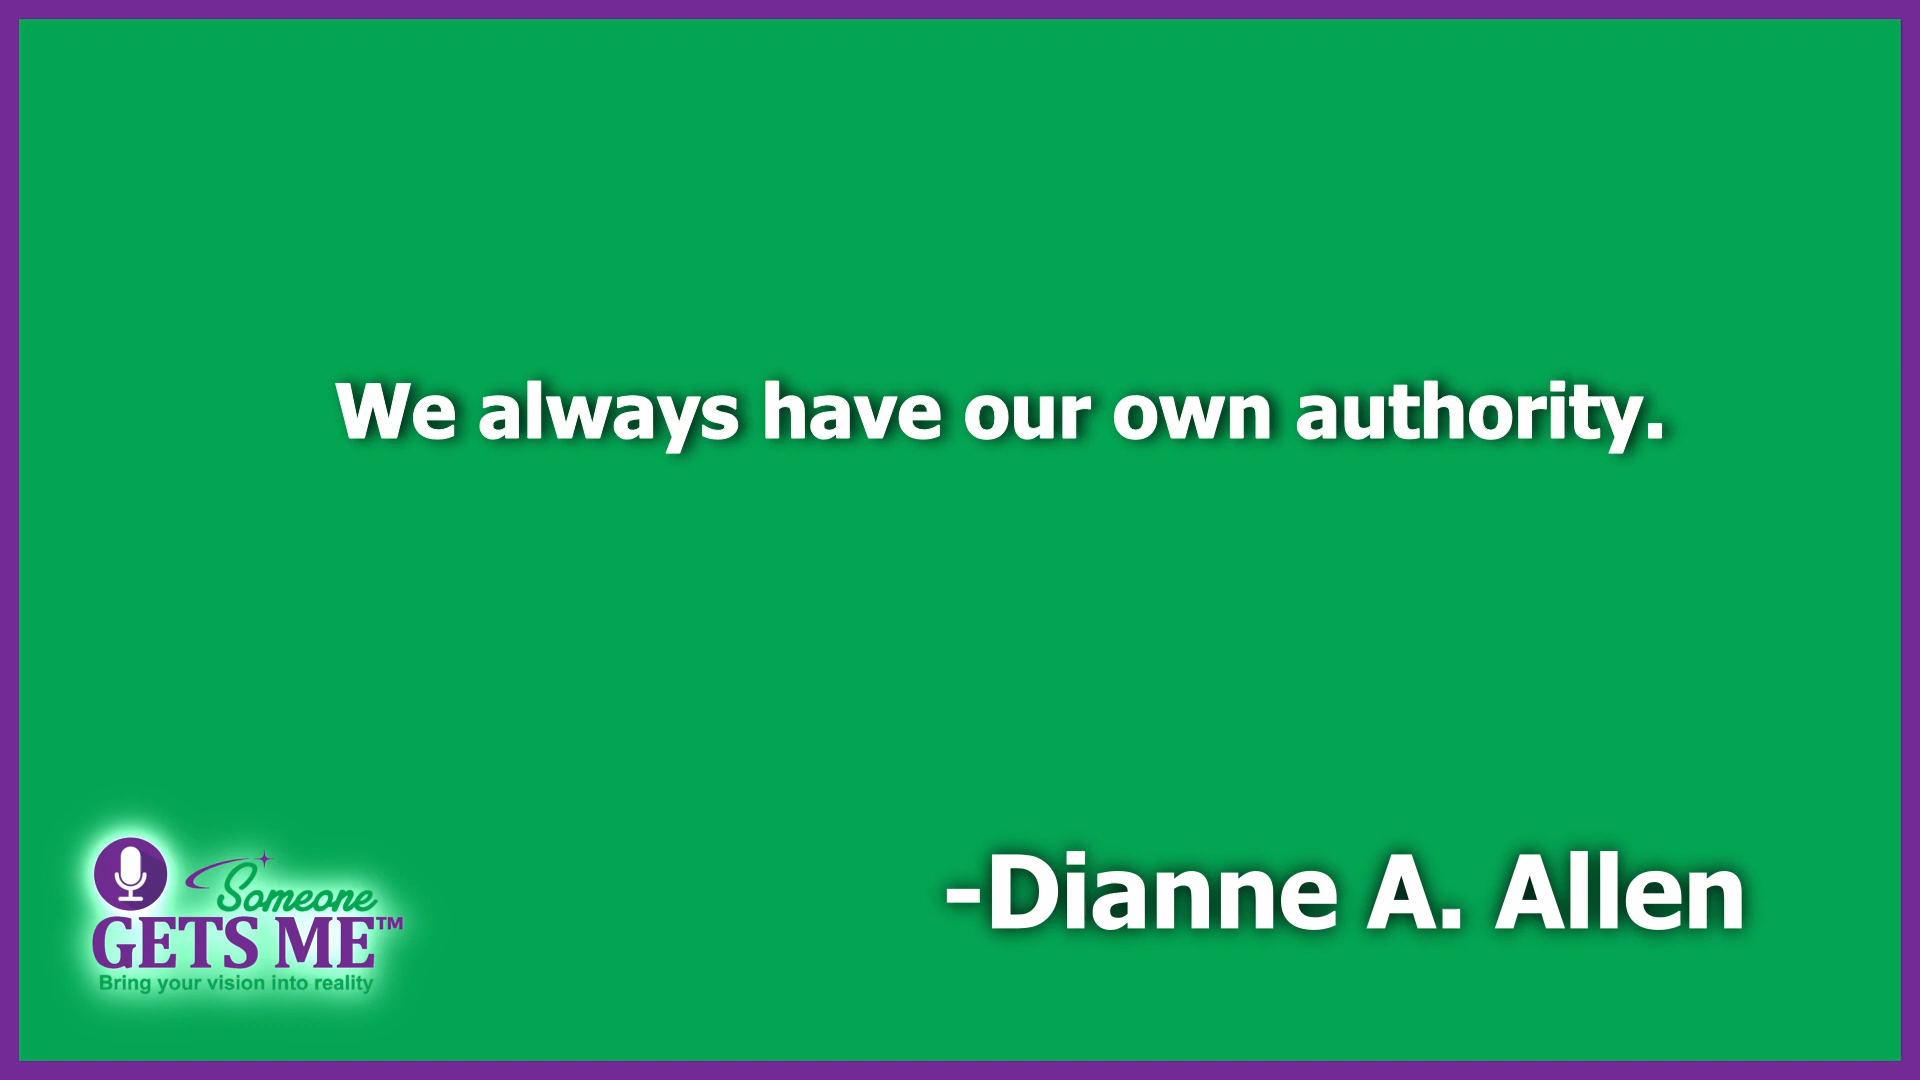 We always have our own authority.
-Dianne A. Allen
Someone
GETS ME™
Bring your vision into reality